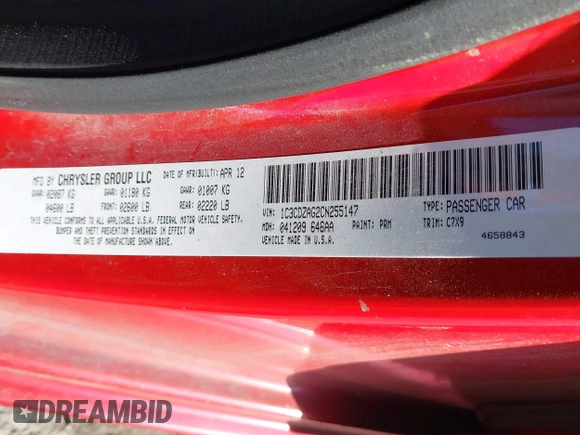 MFD BY CHRYSLER GROUP LLC DATE OF MFR(BUILT): APR 12
GVWR: 02087 KG GAWR: 01180 KG GAWR: 01007 KG
04600 LB FRONT: 02600 LB REAR: 02220 LB
THIS VEHICLE CONFORMS TO ALL APPLICABLE U.S.A. FEDERAL MOTOR VEHICLE SAFETY,
BUMPER AND THEFT PREVENTION STANDARDS IN EFFECT ON
THE DATE OF MANUFACTURE SHOWN ABOVE.
VIN: 1C3CDZAG2CN255147 TYPE: PASSENGER CAR
MDH: 041209 646AA PAINT: PRM TRIM: C7X9
VEHICLE MADE IN U.S.A. 4658843
DREAMBID